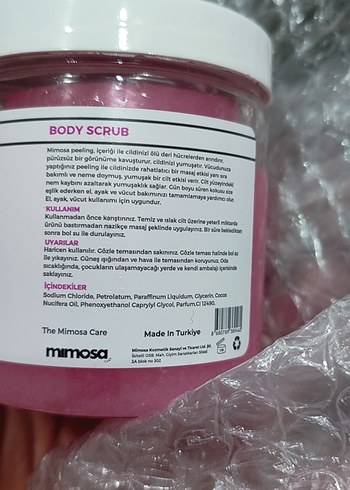 BODY SCRUB
Mimosa peeling, içeriği ile cildinizi ölü deri hücrelerden arındırır,
pürüzsüz bir görünüme kavuşturur, cildinizi yumuşatır. Vücudunuza
yaptığınız peeling ile cildinizde rahatlatıcı bir masaj etkisi yanı sıra
bakımlı ve neme doymuş, yumuşak bir cilt etkisi verir. Cilt yüzeyindeki
nem kaybını azaltarak yumuşaklık sağlar. Gün boyu süren kokusu size
eşlik ederken el, ayak ve vücut bakımınızı tamamlamaya yardımcı olur.
El, ayak, vücut kullanımı için uygundur.
KULLANIM
Kullanmadan önce karıştırınız. Temiz ve ıslak cilt üzerine yeterli miktarda
ürünü bastırmadan nazikçe masaj şeklinde uygulayınız. Bir süre bekledikten
sonra bol su ile durulayınız.
UYARILAR
Haricen kullanılır. Gözle temasından sakınınız. Gözle teması halinde bol su
ile yıkayınız. Güneş ışığından ve hava ile temasından koruyunuz. Oda
sıcaklığında, çocukların ulaşamayacağı yerde ve kendi ambalajı içerisinde
saklayınız.
İÇİNDEKİLER
Sodium Chloride, Petrolatum, Paraffinum Liquidum, Glycerin, Cocos
Nucifera Oil, Phenoxyethanol Caprylyl Glycol, Parfum.CI 12490.
The Mimosa Care
Made In Turkiye
mimosa
Mimosa Kozmetik Sanayi ve Ticaret Ltd. Şti.